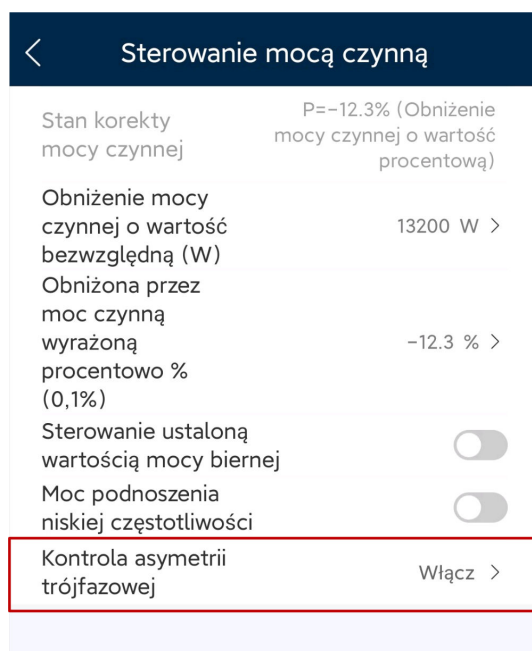 Sterowanie mocą czynną
Stan korekty
mocy czynnej
P=-12.3% (Obniżenie
mocy czynnej o wartość
procentową)
Obniżenie mocy
czynnej o wartość
bezwzględną (W)
13200 W >
Obniżona przez
moc czynną
wyrażoną
procentowo %
(0,1%)
-12.3 % >
Sterowanie ustaloną
wartością mocy biernej
Moc podnoszenia
niskiej częstotliwości
Kontrola asymetrii
trójfazowej
Włącz >